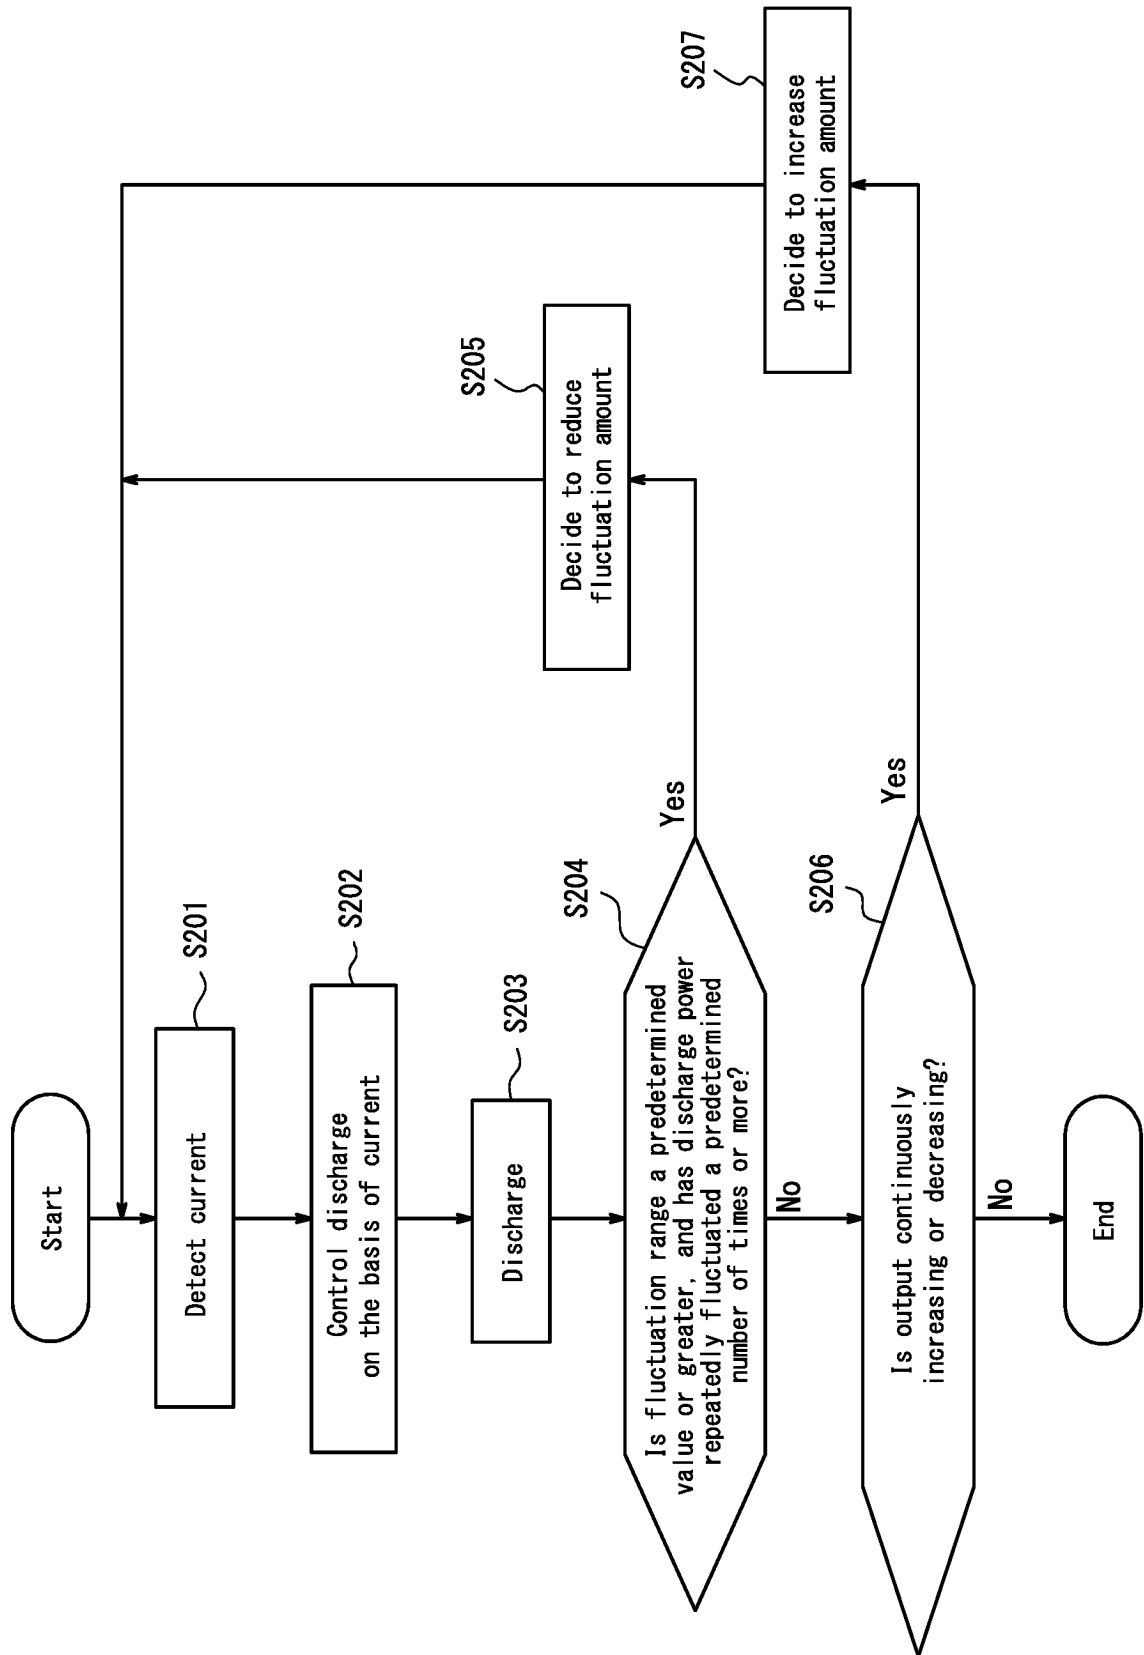 Start
S201
Detect current
S202
Control discharge
on the basis of current
S203
Discharge
S204
Is fluctuation range a predetermined
value or greater, and has discharge power
repeatedly fluctuated a predetermined
number of times or more?
Yes
No
S205
Decide to reduce
fluctuation amount
S206
Is output continuously
increasing or decreasing?
Yes
No
S207
Decide to increase
fluctuation amount
End